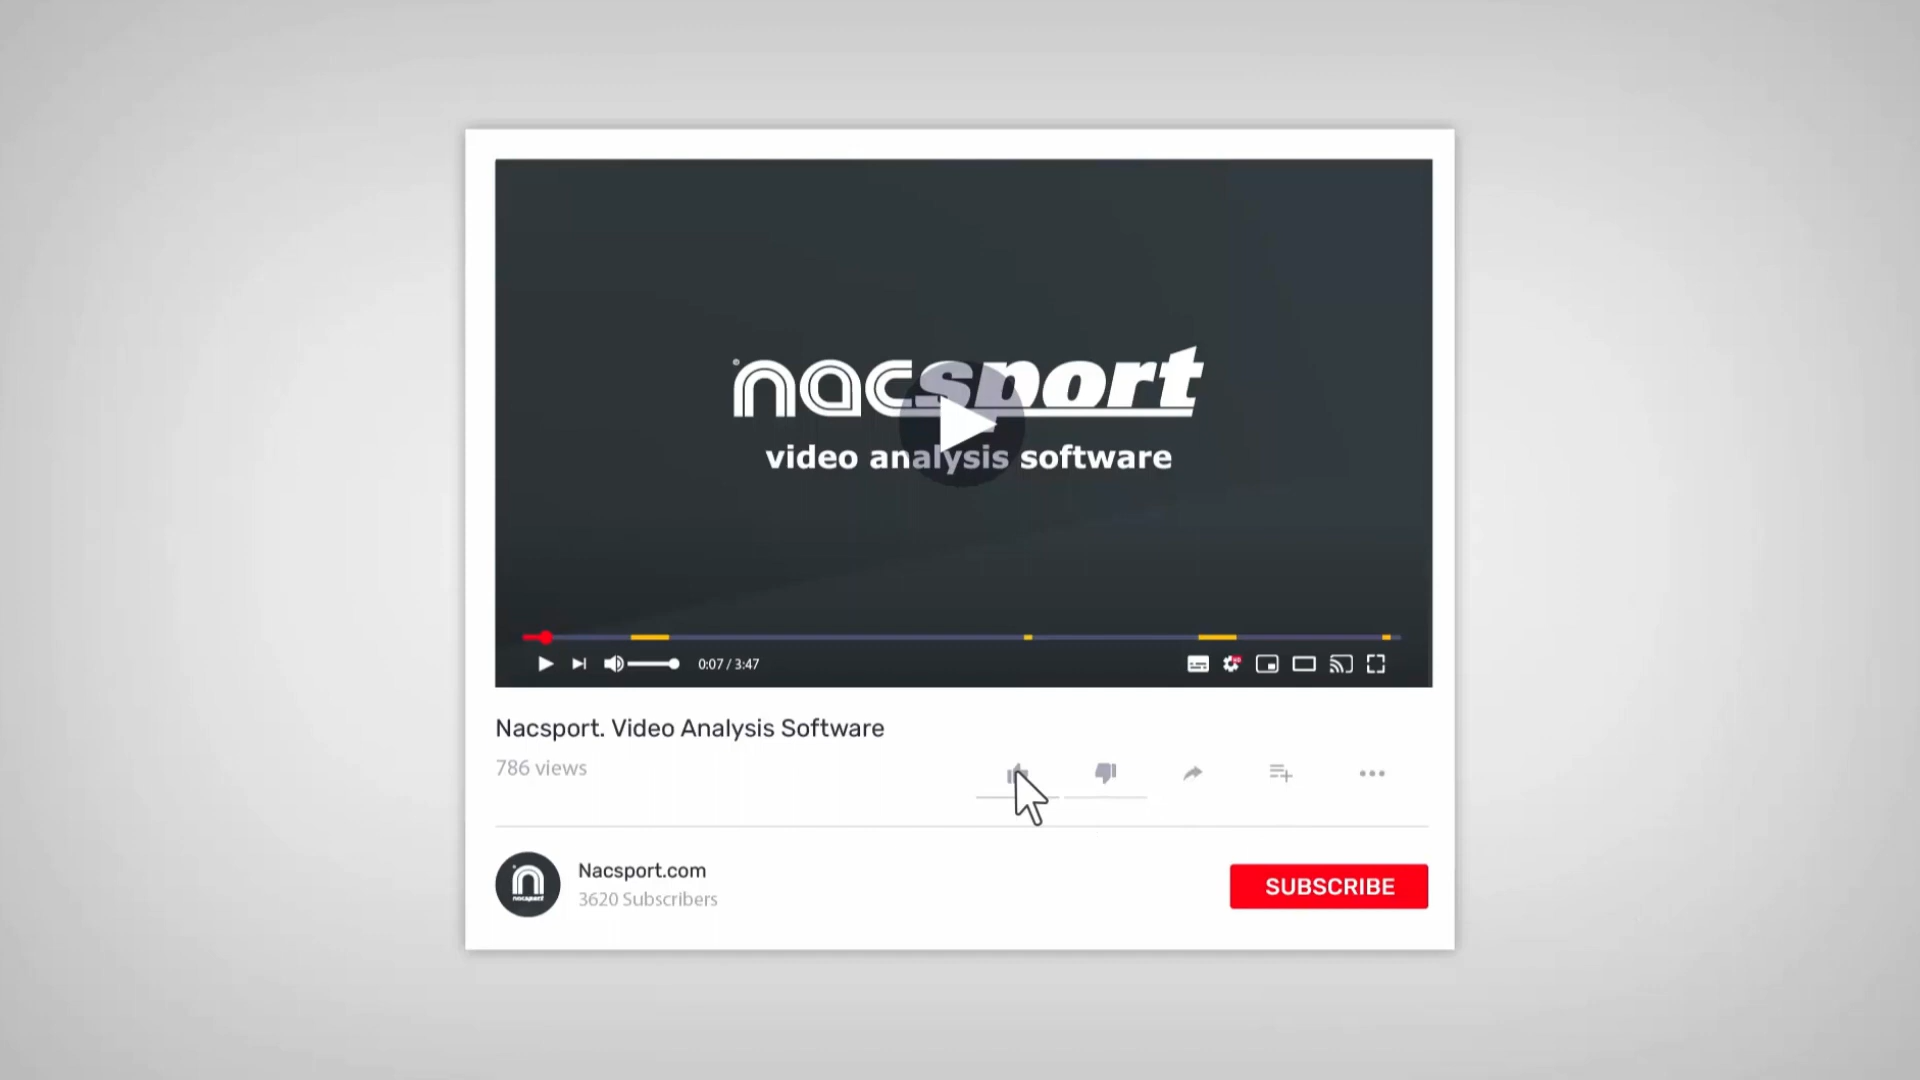 nacsport
video analysis software
0:07 / 3:47
Nacsport. Video Analysis Software
786 views
nacsport
Nacsport.com
3620 Subscribers
SUBSCRIBE